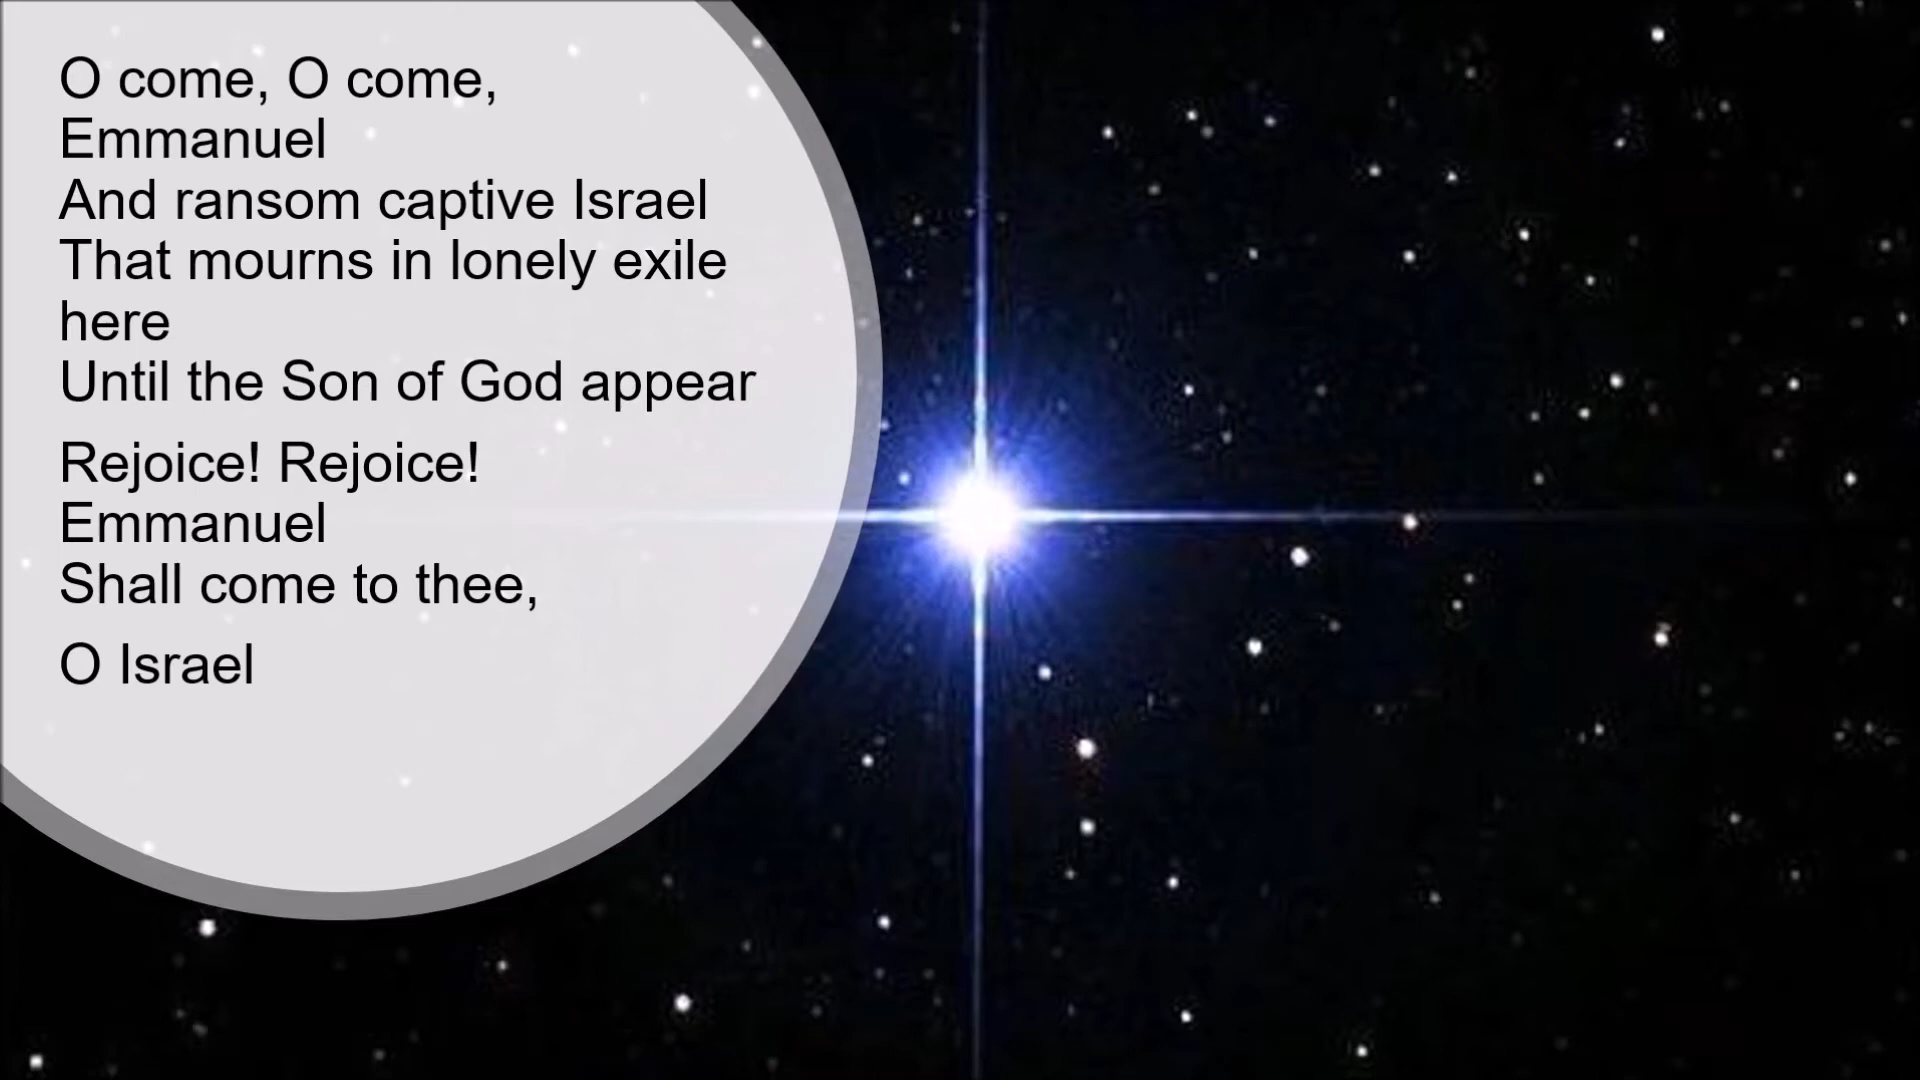 O come, O come,
Emmanuel
And ransom captive Israel
That mourns in lonely exile
here
Until the Son of God appear
Rejoice! Rejoice!
Emmanuel
Shall come to thee,
O Israel